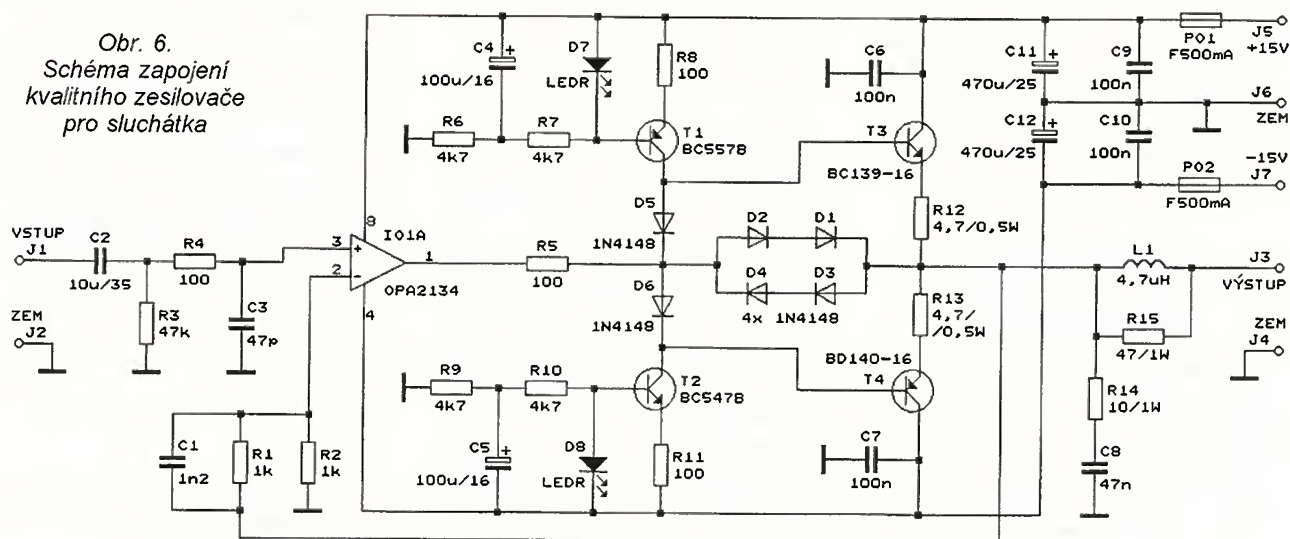 Obr. 6.
Schéma zapojení
kvalitního zesilovače
pro sluchátka
C4
100u/16
D7
LEDR
R8
100
C6
100n
C11
470u/25
C9
100n
PO1
F500mA
J5
+15V
R6
4k7
R7
4k7
T1
BC557B
T3
BC139-16
C12
470u/25
C10
100n
J6
ZEM
-15V
J7
PO2
F500mA
D5
1N4148
D2
D1
R12
4,7/0,5W
VSTUP
J1
C2
10u/35
R4
100
R3
47k
C3
47p
8
IO1A
3
+
2
-
1
OPA2134
4
R5
100
D6
1N4148
D4
D3
4x 1N4148
R13
4,7/
/0,5W
L1
4,7uH
J3
VÝSTUP
R15
47/1W
ZEM
J4
ZEM
J2
R9
4k7
R10
4k7
T2
BC547B
BD140-16
T4
R14
10/1W
C1
1n2
R1
1k
R2
1k
C5
100u/16
D8
LEDR
R11
100
C7
100n
C8
47n